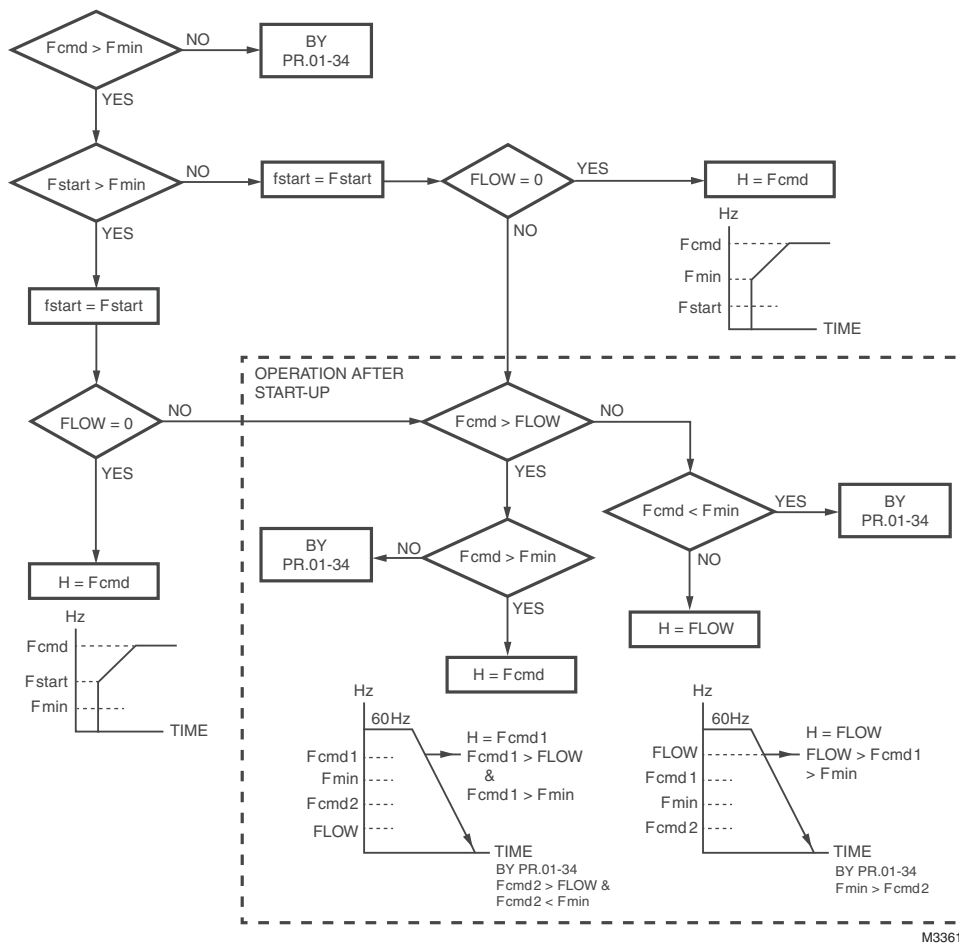 Fcmd > Fmin
NO
BY
PR.01-34
YES
Fstart > Fmin
NO
fstart = Fstart
FLOW = 0
YES
H = Fcmd
YES
NO
Hz
Fcmd
Fmin
Fstart
TIME
fstart = Fstart
OPERATION AFTER
START-UP
FLOW = 0
NO
Fcmd > FLOW
NO
YES
YES
Fcmd < Fmin
YES
BY
PR.01-34
BY
PR.01-34
NO
Fcmd > Fmin
NO
H = Fcmd
YES
H = FLOW
Hz
Fcmd
Fstart
Fmin
TIME
H = Fcmd
Hz
60Hz
H = Fcmd1
Fcmd1 > FLOW
&
Fcmd1 > Fmin
Fcmd1
Fmin
Fcmd2
FLOW
TIME
BY PR.01-34
Fcmd2 > FLOW &
Fcmd2 < Fmin
Hz
60Hz
H = FLOW
FLOW > Fcmd1
> Fmin
FLOW
Fcmd1
Fmin
Fcmd2
TIME
BY PR.01-34
Fmin > Fcmd2
M3361